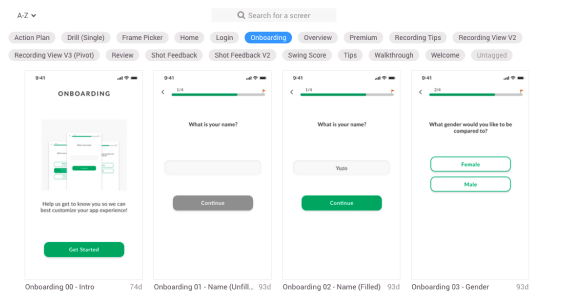 A-Z
Search for a screen
Action Plan Drill (Single) Frame Picker Home Login Onboarding Overview Premium Recording Tips Recording View V2
Recording View V3 (Pivot) Review Shot Feedback Shot Feedback V2 Swing Score Tips Walkthrough Welcome Untagged
9:41
ONBOARDING
Help us get to know you so we can
best customize your app experience!
Get Started
Onboarding 00 - Intro 74d
9:41
1/4
What is your name?
Continue
Onboarding 01 - Name (Unfill... 93d
9:41
1/4
What is your name?
Yuzo
Continue
Onboarding 02 - Name (Filled) 93d
9:41
2/4
What gender would you like to be
compared to?
Female
Male
Onboarding 03 - Gender 93d